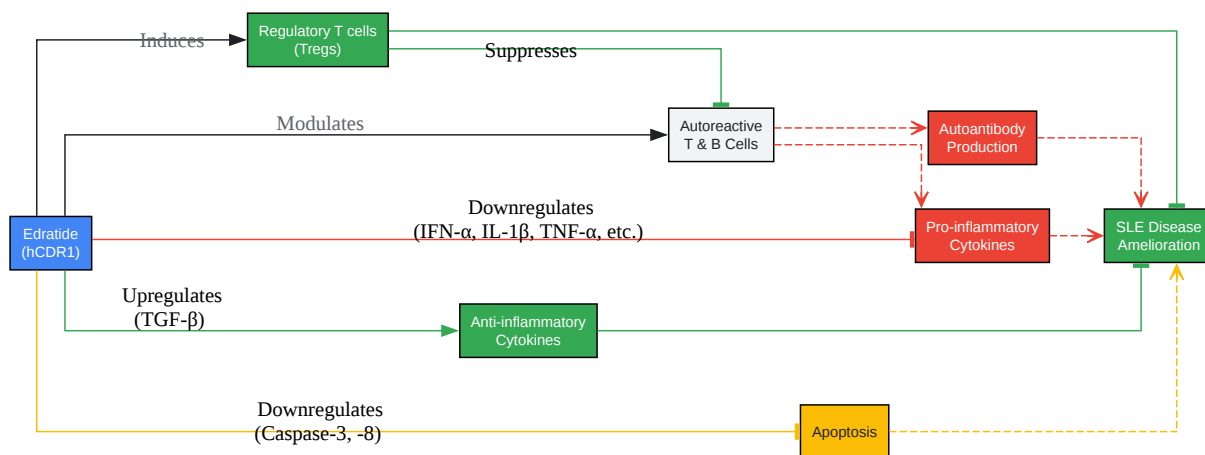 Regulatory T cells
(Tregs)
Induces
Suppresses
Modulates
Autoreactive
T & B Cells
Autoantibody
Production
Downregulates
(IFN-α, IL-1β, TNF-α, etc.)
Edratide
(hCDR1)
Pro-inflammatory
Cytokines
SLE Disease
Amelioration
Upregulates
(TGF-β)
Anti-inflammatory
Cytokines
Downregulates
(Caspase-3, -8)
Apoptosis